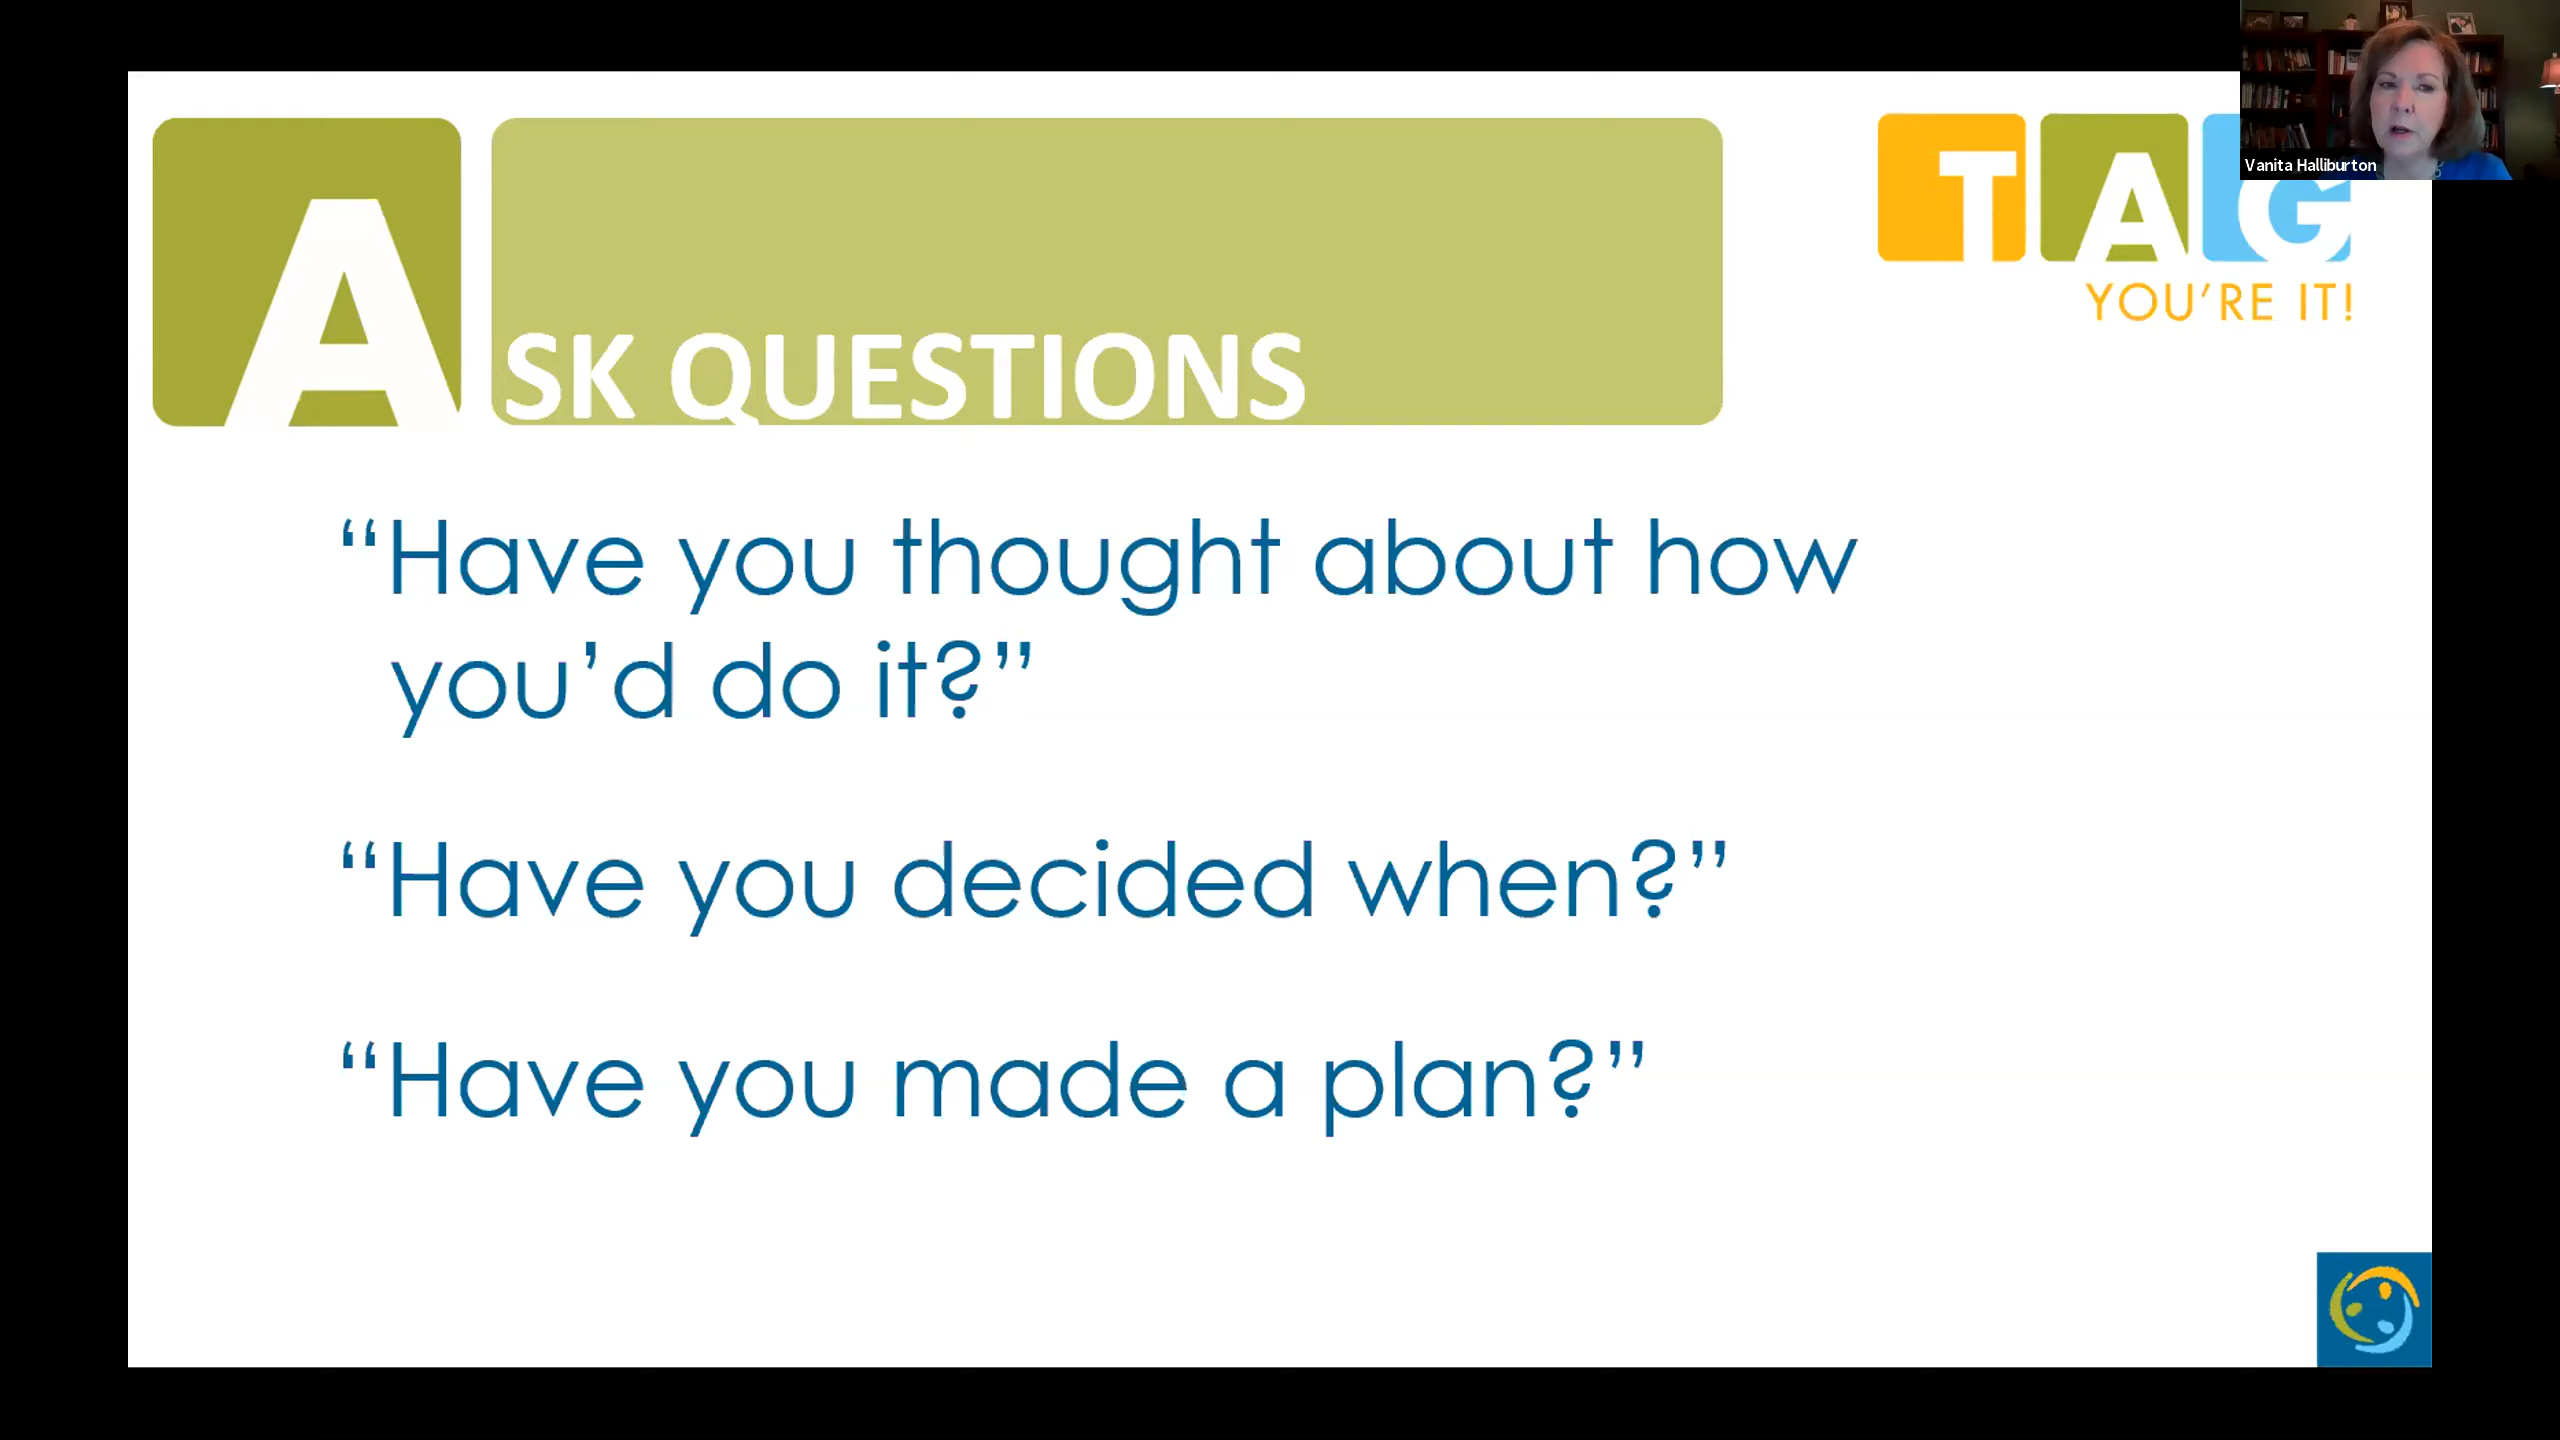 ASK QUESTIONS
TAG
YOU'RE IT!
Vanita Halliburton
“Have you thought about how
you’d do it?”
“Have you decided when?”
“Have you made a plan?”